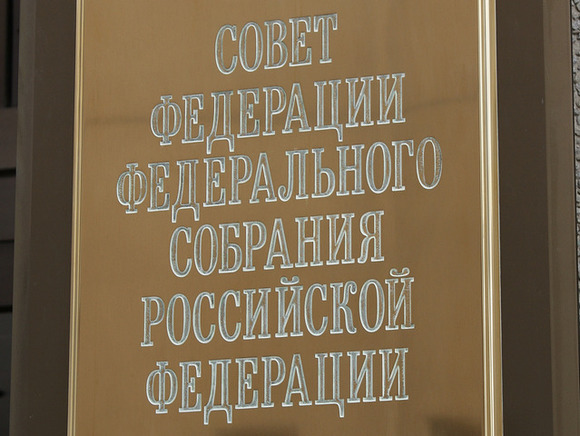 СОВЕТ
ФЕДЕРАЦИИ
ФЕДЕРАЛЬНОГО
СОБРАНИЯ
РОССИЙСКОЙ
ФЕДЕРАЦИИ